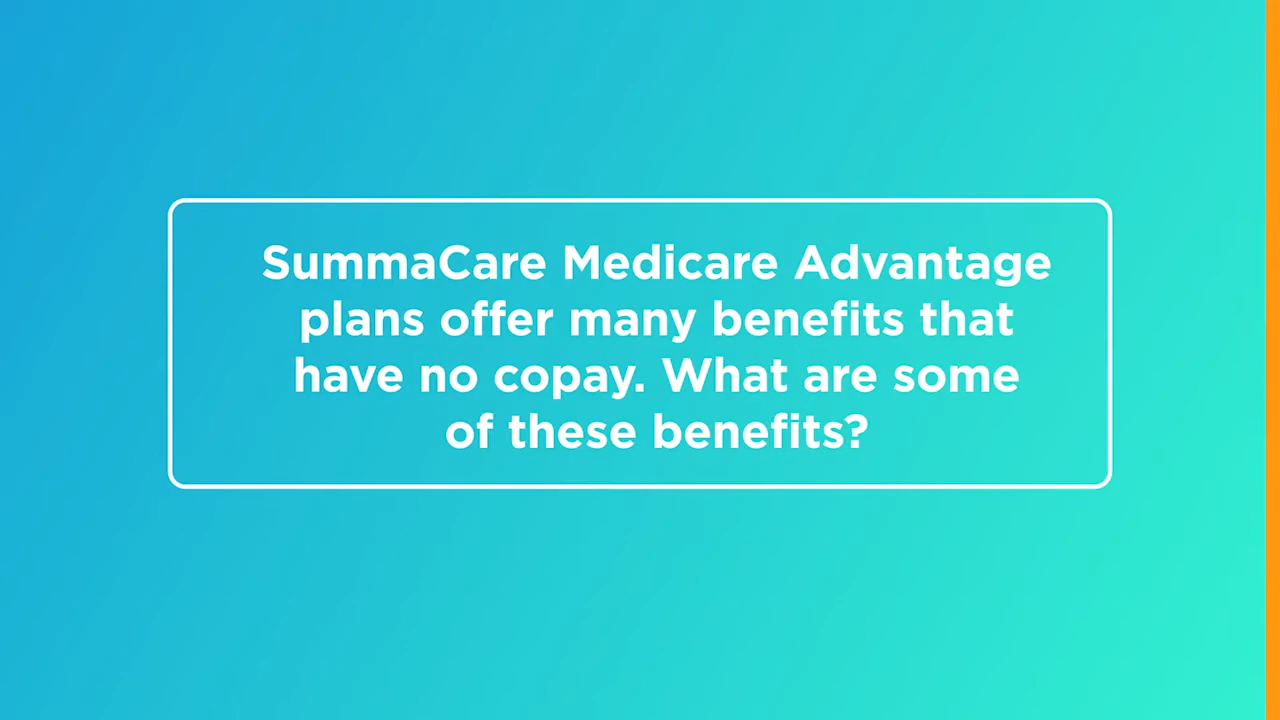 SummaCare Medicare Advantage
plans offer many benefits that
have no copay. What are some
of these benefits?